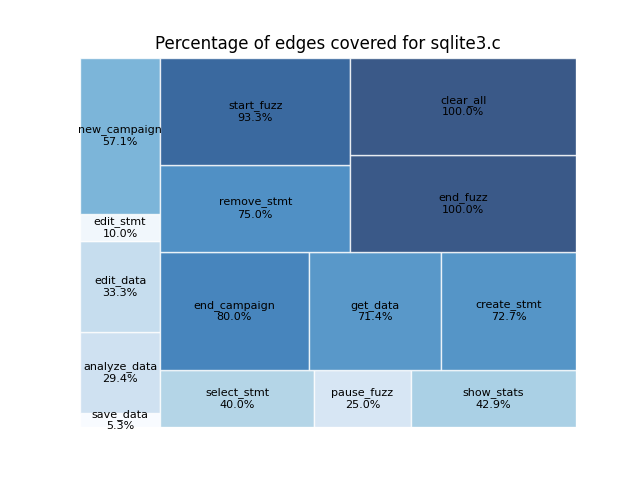 Percentage of edges covered for sqlite3.c
new_campaign
57.1%
start_fuzz
93.3%
clear_all
100.0%
remove_stmt
75.0%
end_fuzz
100.0%
edit_stmt
10.0%
edit_data
33.3%
end_campaign
80.0%
get_data
71.4%
create_stmt
72.7%
analyze_data
29.4%
select_stmt
40.0%
pause_fuzz
25.0%
show_stats
42.9%
save_data
5.3%